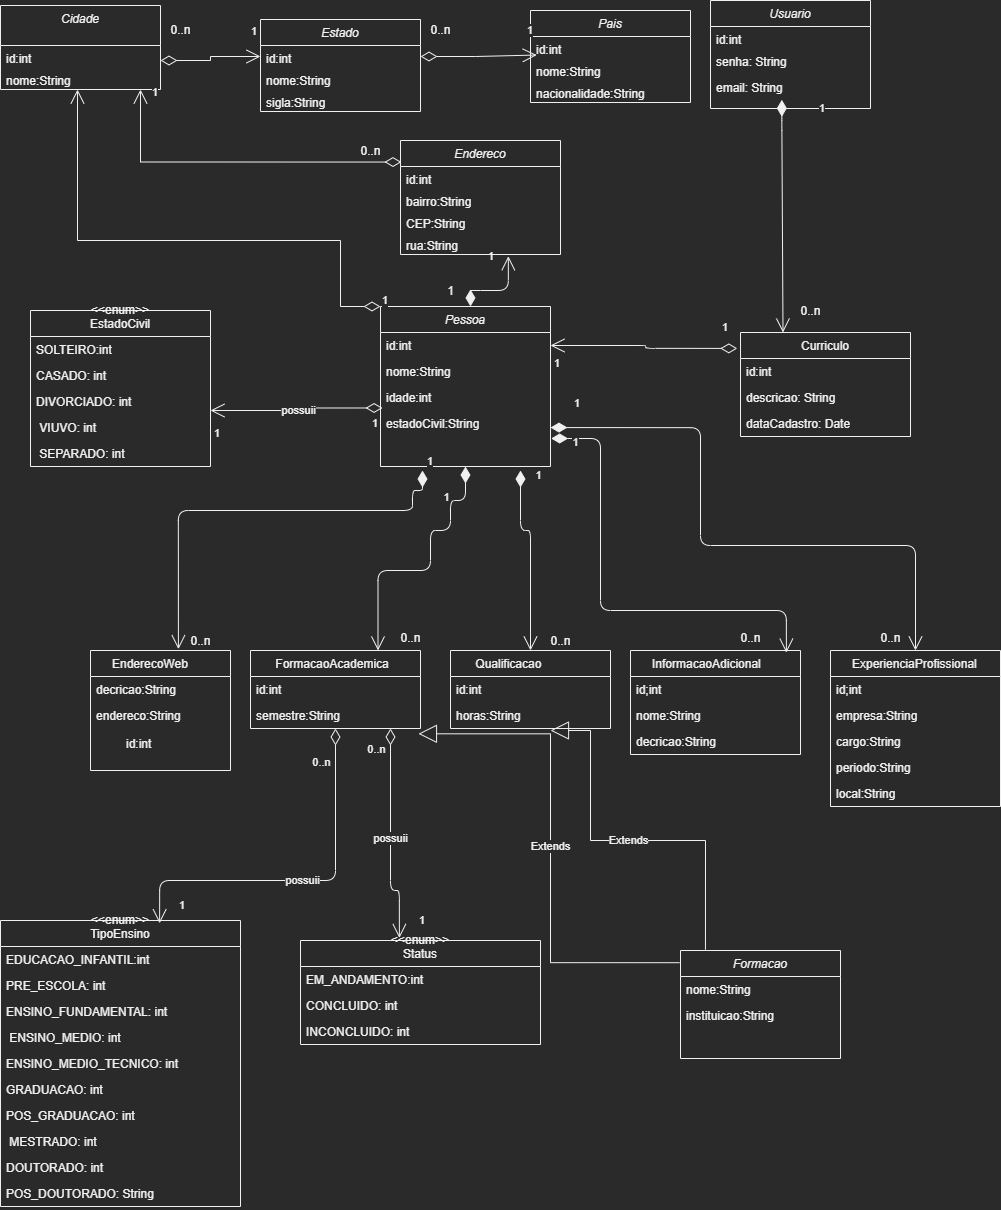 Cidade
id:int
nome:String
0..n
1
1
Estado
id:int
nome:String
sigla:String
0..n
1
Pais
id:int
nome:String
nacionalidade:String
Usuario
id:int
senha: String
email: String
1
0..n
0..n
Endereco
id:int
bairro:String
CEP:String
rua:String
1
1
1
Pessoa
id:int
nome:String
idade:int
estadoCivil:String
<<enum>>
EstadoCivil
SOLTEIRO:int
CASADO: int
DIVORCIADO: int
VIUVO: int
SEPARADO: int
possuii
1
1
1
1
Curriculo
id:int
descricao: String
dataCadastro: Date
1
1
1
1
1
0..n
0..n
0..n
0..n
0..n
EnderecoWeb
decricao:String
endereco:String
id:int
FormacaoAcademica
id:int
semestre:String
Qualificacao
id:int
horas:String
InformacaoAdicional
id;int
nome:String
decricao:String
ExperienciaProfissional
id;int
empresa:String
cargo:String
periodo:String
local:String
0..n
0..n
possuii
possuii
Extends
Extends
1
1
<<enum>>
TipoEnsino
EDUCACAO_INFANTIL:int
PRE_ESCOLA: int
ENSINO_FUNDAMENTAL: int
ENSINO_MEDIO: int
ENSINO_MEDIO_TECNICO: int
GRADUACAO: int
POS_GRADUACAO: int
MESTRADO: int
DOUTORADO: int
POS_DOUTORADO: String
<<enum>>
Status
EM_ANDAMENTO:int
CONCLUIDO: int
INCONCLUIDO: int
Formacao
nome:String
instituicao:String